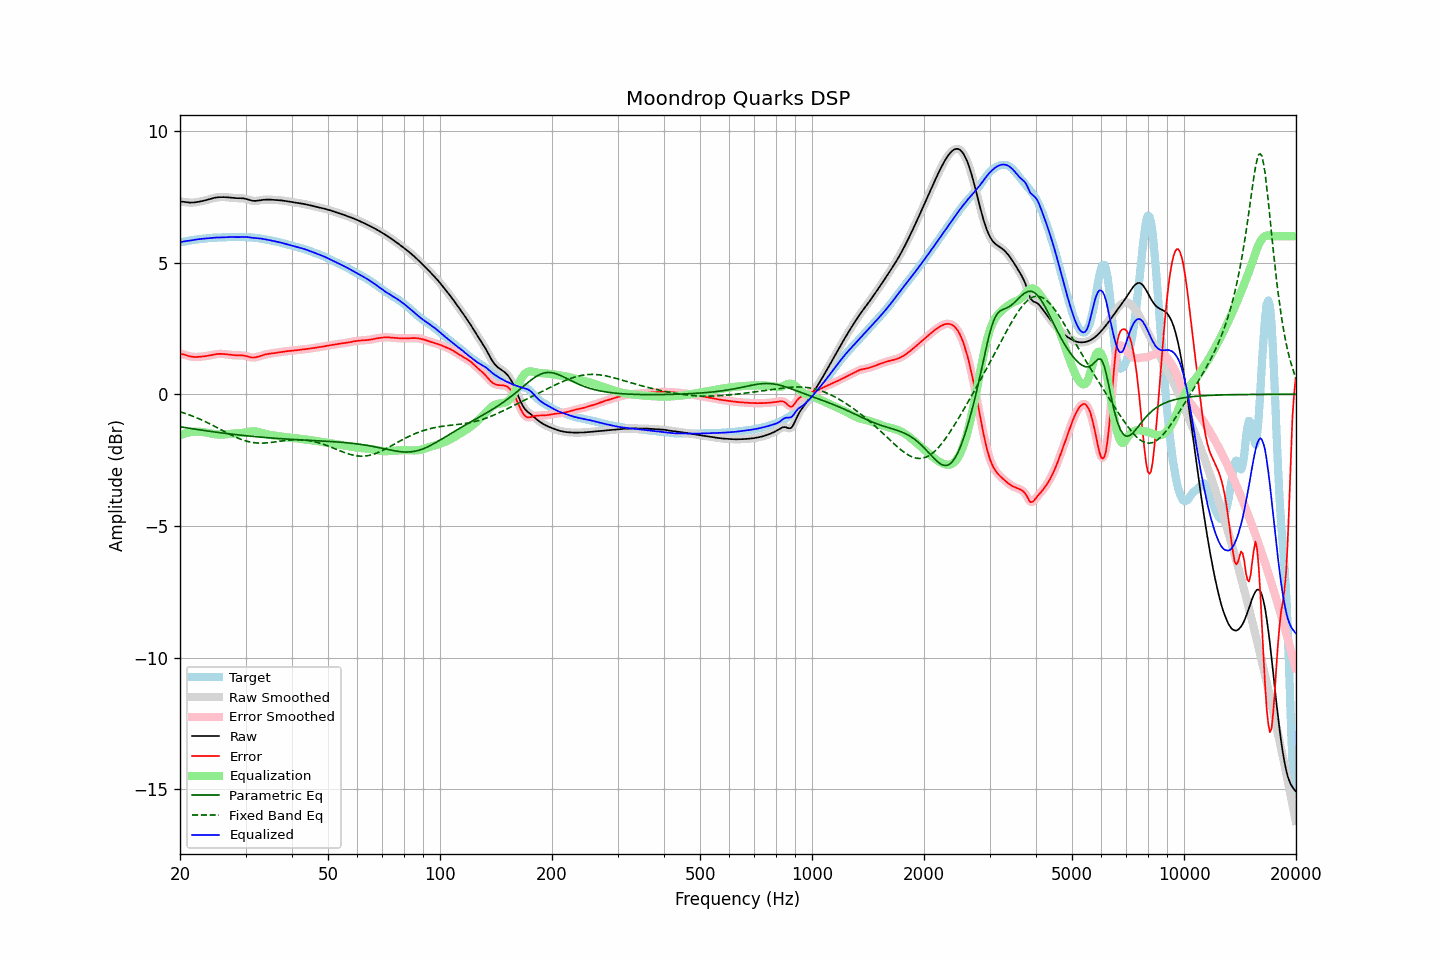 Moondrop Quarks DSP
10
5
0
−5
−10
−15
Amplitude (dBr)
Target
Raw Smoothed
Error Smoothed
Raw
Error
Equalization
Parametric Eq
Fixed Band Eq
Equalized
20
50
100
200
500
1000
2000
5000
10000
20000
Frequency (Hz)